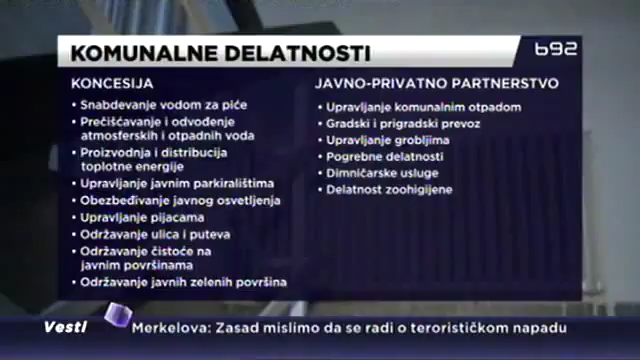 KOMUNALNE DELATNOSTI
b92
KONCESIJA
• Snabdevanje vodom za piće
• Prečišćavanje i odvođenje
atmosferskih i otpadnih voda
• Proizvodnja i distribucija
toplotne energije
• Upravljanje javnim parkiralištima
• Obezbeđivanje javnog osvetljenja
• Upravljanje pijacama
• Održavanje ulica i puteva
• Održavanje čistoće na
javnim površinama
• Održavanje javnih zelenih površina
JAVNO-PRIVATNO PARTNERSTVO
• Upravljanje komunalnim otpadom
• Gradski i prigradski prevoz
• Upravljanje grobljima
• Pogrebne delatnosti
• Dimničarske usluge
• Delatnost zoohigijene
Vesti
Merkelova: Zasad mislimo da se radi o terorističkom napadu